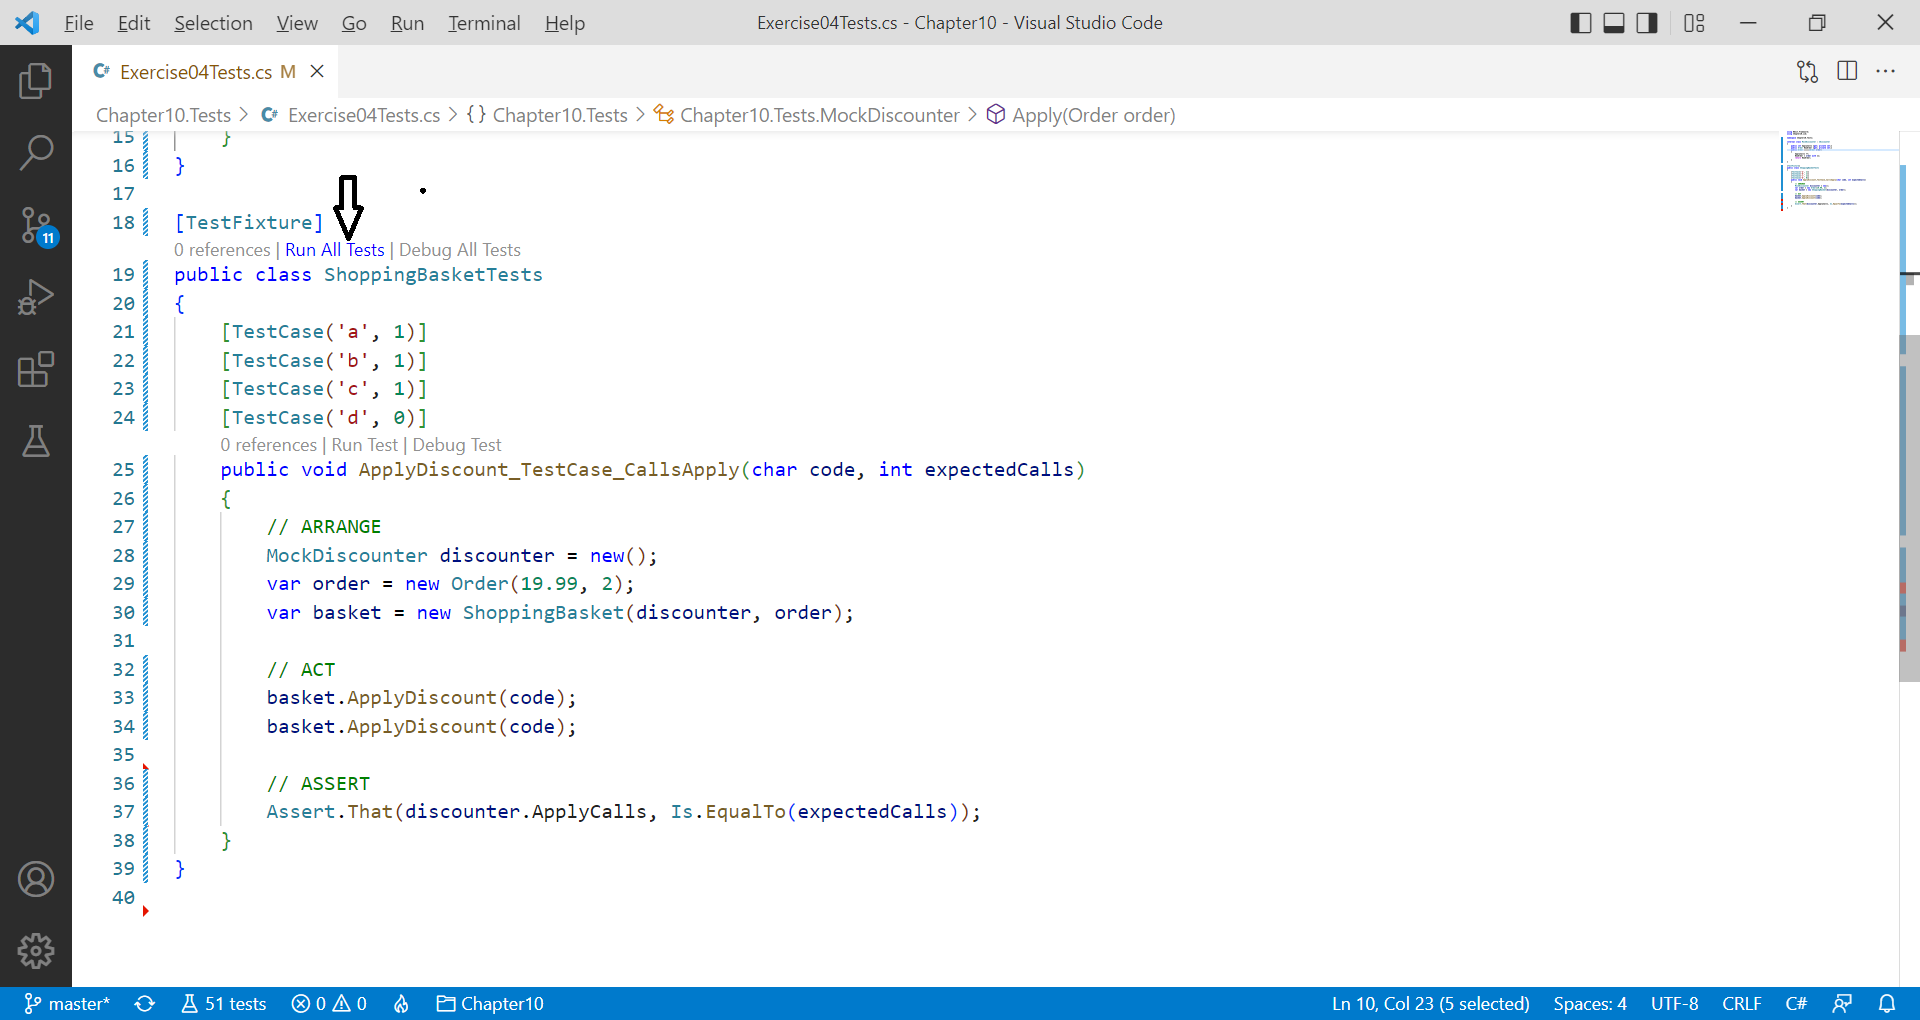 File Edit Selection View Go Run Terminal Help Exercise04Tests.cs - Chapter10 - Visual Studio Code
C# Exercise04Tests.cs M
Chapter10.Tests > C# Exercise04Tests.cs > {} Chapter10.Tests > Chapter10.Tests.MockDiscounter > Apply(Order order)
15 }
16 }
17
18 [TestFixture]
0 references | Run All Tests | Debug All Tests
19 public class ShoppingBasketTests
20 {
21 [TestCase('a', 1)]
22 [TestCase('b', 1)]
23 [TestCase('c', 1)]
24 [TestCase('d', 0)]
0 references | Run Test | Debug Test
25 public void ApplyDiscount_TestCase_CallsApply(char code, int expectedCalls)
26 {
27 // ARRANGE
28 MockDiscounter discounter = new();
29 var order = new Order(19.99, 2);
30 var basket = new ShoppingBasket(discounter, order);
31
32 // ACT
33 basket.ApplyDiscount(code);
34 basket.ApplyDiscount(code);
35
36 // ASSERT
37 Assert.That(discounter.ApplyCalls, Is.EqualTo(expectedCalls));
38 }
39 }
40
11
master* 51 tests 0 0 Chapter10 Ln 10, Col 23 (5 selected) Spaces: 4 UTF-8 CRLF C#